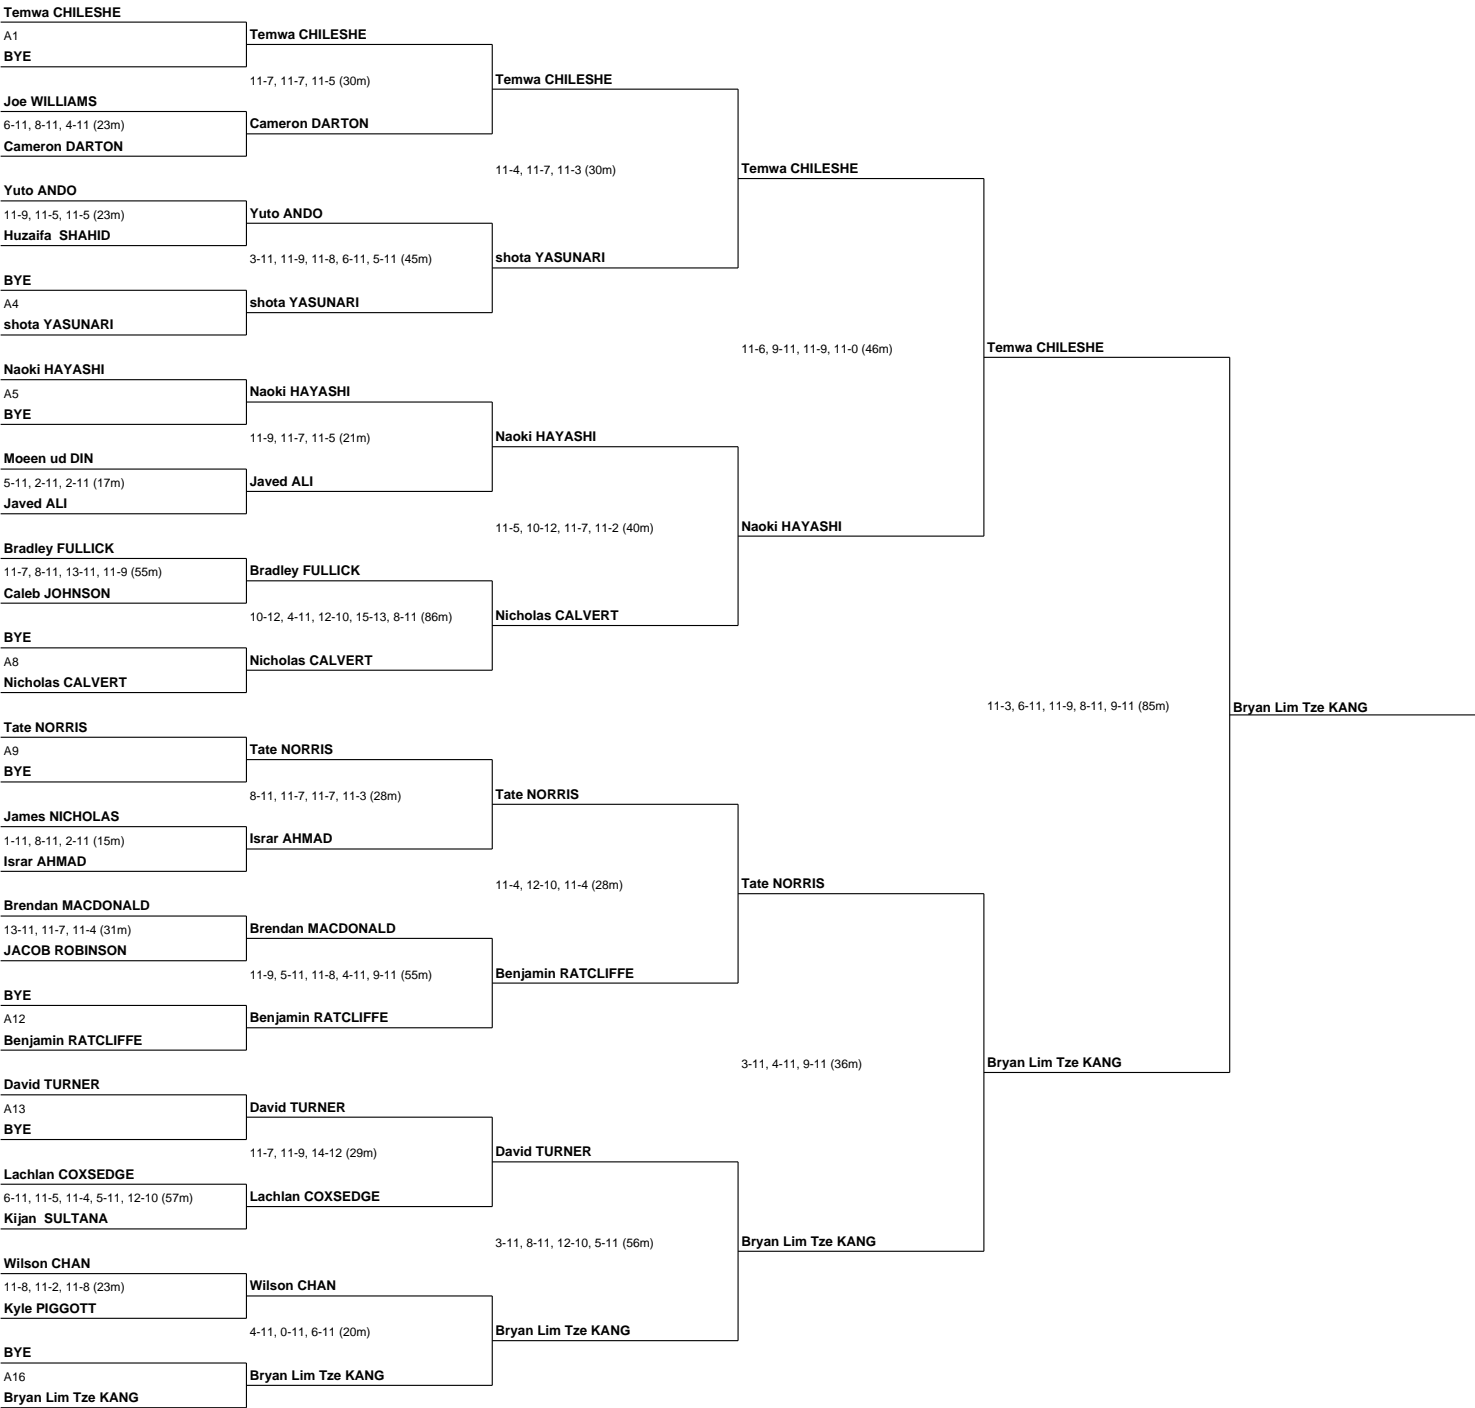 Temwa CHILESHE
A1
BYE
Joe WILLIAMS
6-11, 8-11, 4-11 (23m)
Cameron DARTON
Yuto ANDO
11-9, 11-5, 11-5 (23m)
Huzaifa  SHAHID
BYE
A4
shota YASUNARI
Naoki HAYASHI
A5
BYE
Moeen ud DIN
5-11, 2-11, 2-11 (17m)
Javed ALI
Bradley FULLICK
11-7, 8-11, 13-11, 11-9 (55m)
Caleb JOHNSON
BYE
A8
Nicholas CALVERT
Tate NORRIS
A9
BYE
James NICHOLAS
1-11, 8-11, 2-11 (15m)
Israr AHMAD
Brendan MACDONALD
13-11, 11-7, 11-4 (31m)
JACOB ROBINSON
BYE
A12
Benjamin RATCLIFFE
David TURNER
A13
BYE
Lachlan COXSEDGE
6-11, 11-5, 11-4, 5-11, 12-10 (57m)
Kijan  SULTANA
Wilson CHAN
11-8, 11-2, 11-8 (23m)
Kyle PIGGOTT
BYE
A16
Bryan Lim Tze KANG
Temwa CHILESHE
11-7, 11-7, 11-5 (30m)
Cameron DARTON
Yuto ANDO
3-11, 11-9, 11-8, 6-11, 5-11 (45m)
shota YASUNARI
Naoki HAYASHI
11-9, 11-7, 11-5 (21m)
Javed ALI
Bradley FULLICK
10-12, 4-11, 12-10, 15-13, 8-11 (86m)
Nicholas CALVERT
Tate NORRIS
8-11, 11-7, 11-7, 11-3 (28m)
Israr AHMAD
Brendan MACDONALD
11-9, 5-11, 11-8, 4-11, 9-11 (55m)
Benjamin RATCLIFFE
David TURNER
11-7, 11-9, 14-12 (29m)
Lachlan COXSEDGE
Wilson CHAN
4-11, 0-11, 6-11 (20m)
Bryan Lim Tze KANG
Temwa CHILESHE
11-4, 11-7, 11-3 (30m)
shota YASUNARI
Naoki HAYASHI
11-5, 10-12, 11-7, 11-2 (40m)
Nicholas CALVERT
Tate NORRIS
11-4, 12-10, 11-4 (28m)
Benjamin RATCLIFFE
David TURNER
3-11, 8-11, 12-10, 5-11 (56m)
Bryan Lim Tze KANG
Temwa CHILESHE
11-6, 9-11, 11-9, 11-0 (46m)
Naoki HAYASHI
Tate NORRIS
3-11, 4-11, 9-11 (36m)
Bryan Lim Tze KANG
Temwa CHILESHE
11-3, 6-11, 11-9, 8-11, 9-11 (85m)
Bryan Lim Tze KANG
Bryan Lim Tze KANG